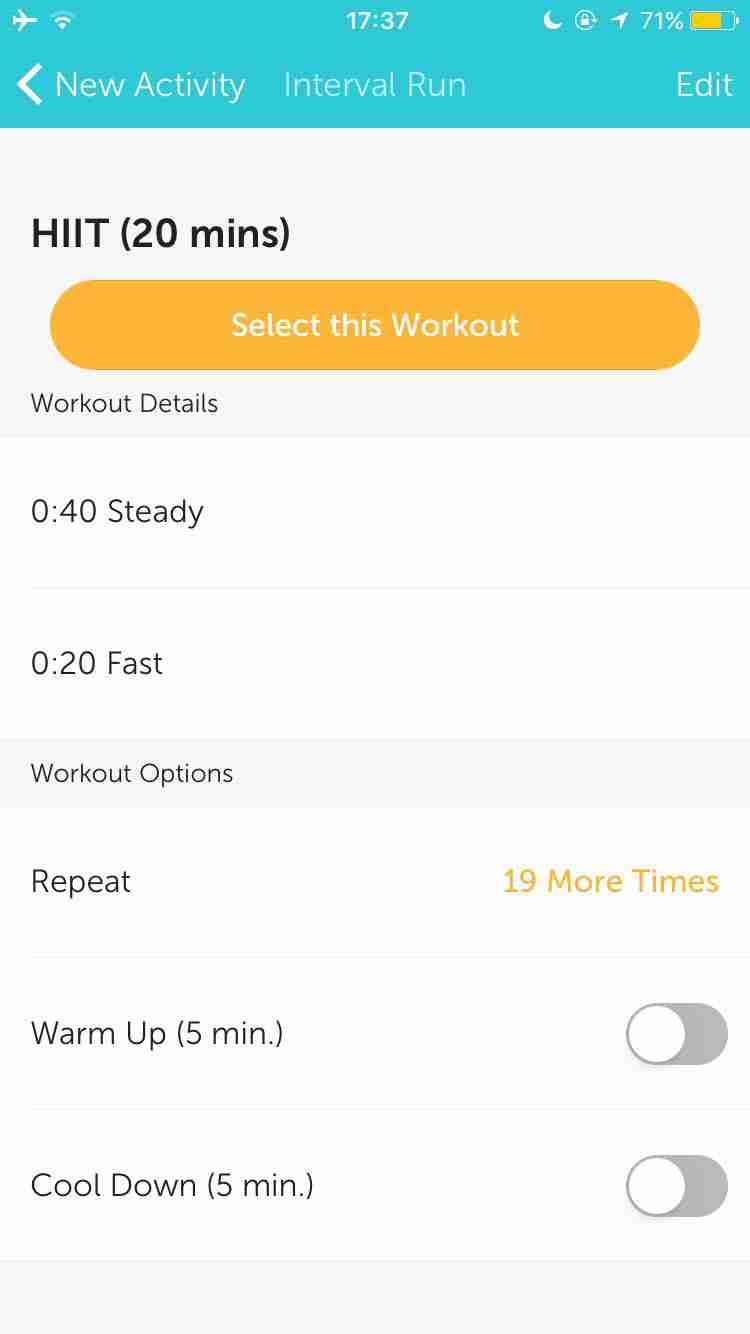 17:37
71%
New Activity Interval Run Edit
HIIT (20 mins)
Select this Workout
Workout Details
0:40 Steady
0:20 Fast
Workout Options
Repeat 19 More Times
Warm Up (5 min.)
Cool Down (5 min.)